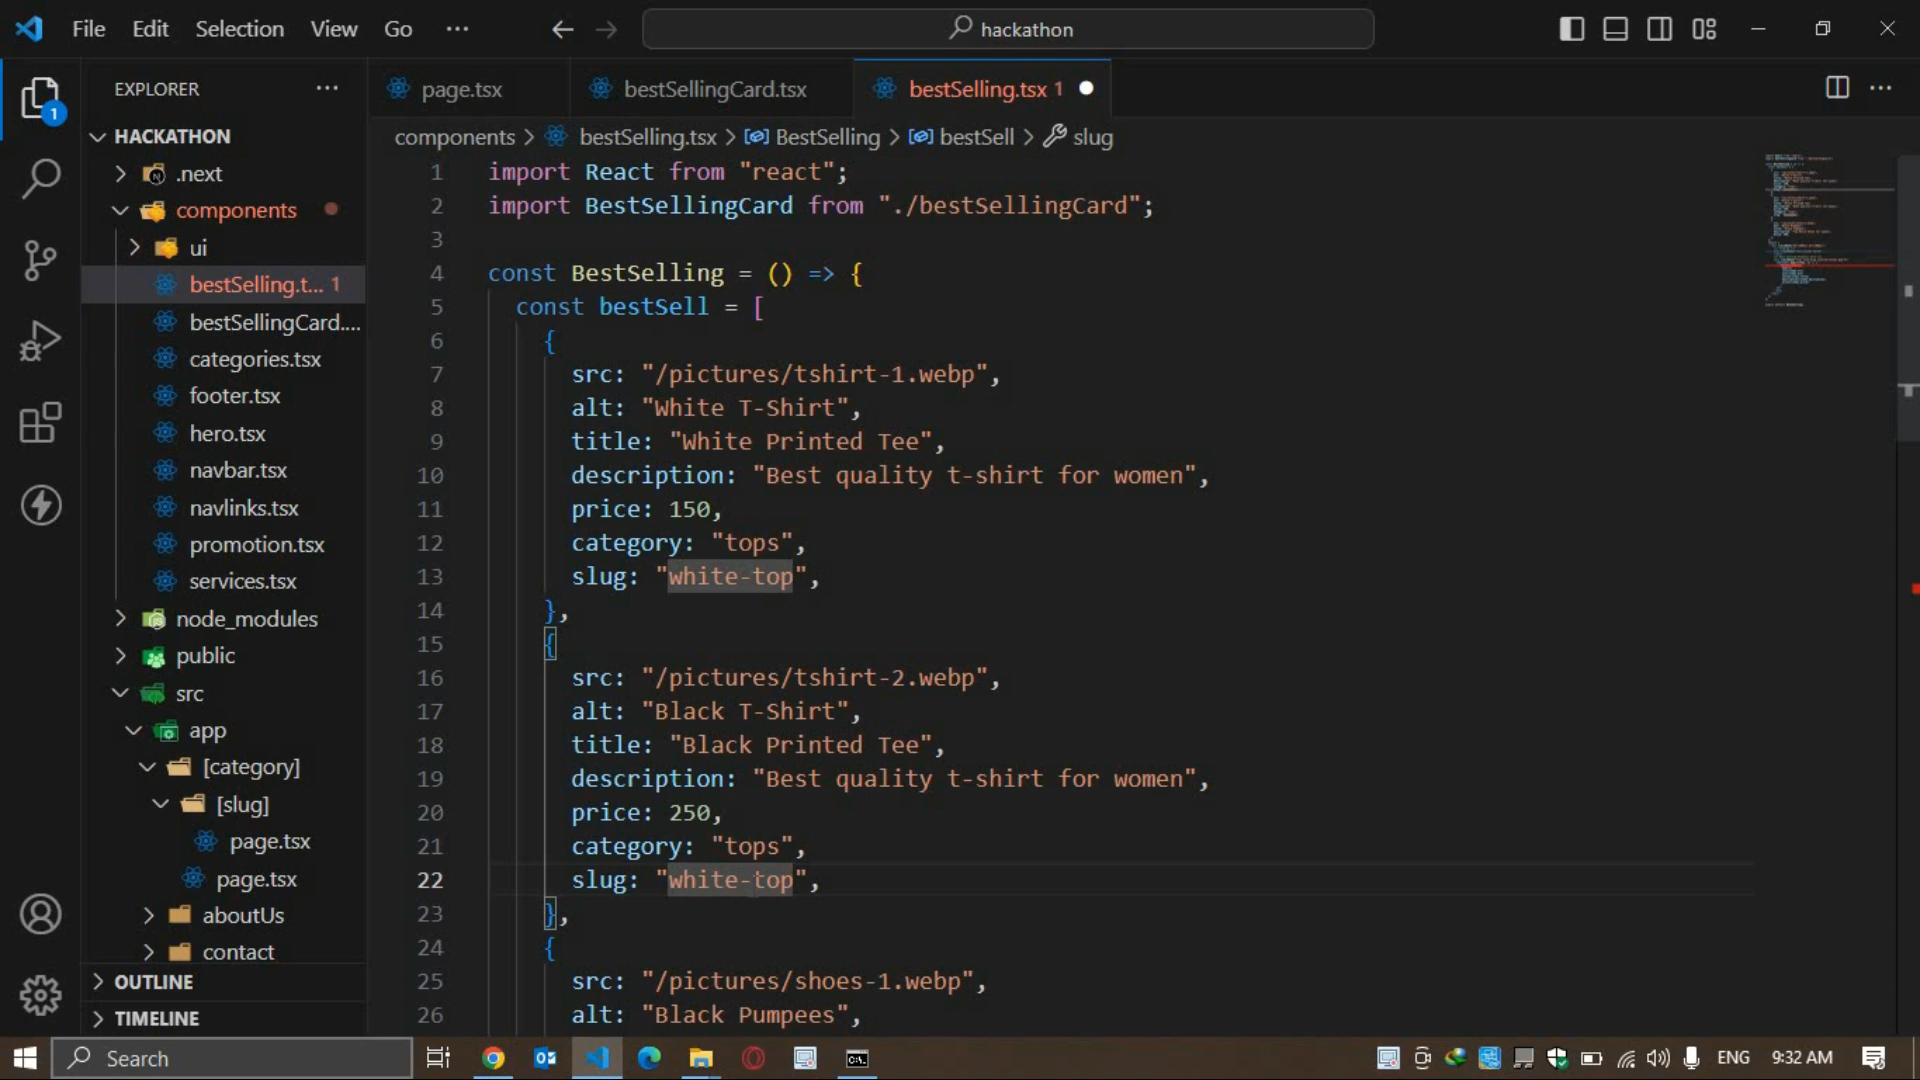 File Edit Selection View Go ···
hackathon
EXPLORER ···
page.tsx
bestSellingCard.tsx
bestSelling.tsx 1
···
1
HACKATHON
.next
components
ui
bestSelling.t... 1
bestSellingCard....
categories.tsx
footer.tsx
hero.tsx
navbar.tsx
navlinks.tsx
promotion.tsx
services.tsx
node_modules
public
src
app
[category]
[slug]
page.tsx
page.tsx
aboutUs
contact
OUTLINE
TIMELINE
components > bestSelling.tsx > BestSelling > bestSell > slug
1 import React from "react";
2 import BestSellingCard from "./bestSellingCard";
3
4 const BestSelling = () => {
5 const bestSell = [
6 {
7 src: "/pictures/tshirt-1.webp",
8 alt: "White T-Shirt",
9 title: "White Printed Tee",
10 description: "Best quality t-shirt for women",
11 price: 150,
12 category: "tops",
13 slug: "white-top",
14 },
15 {
16 src: "/pictures/tshirt-2.webp",
17 alt: "Black T-Shirt",
18 title: "Black Printed Tee",
19 description: "Best quality t-shirt for women",
20 price: 250,
21 category: "tops",
22 slug: "white-top",
23 },
24 {
25 src: "/pictures/shoes-1.webp",
26 alt: "Black Pumpees",
Search
ENG
9:32 AM